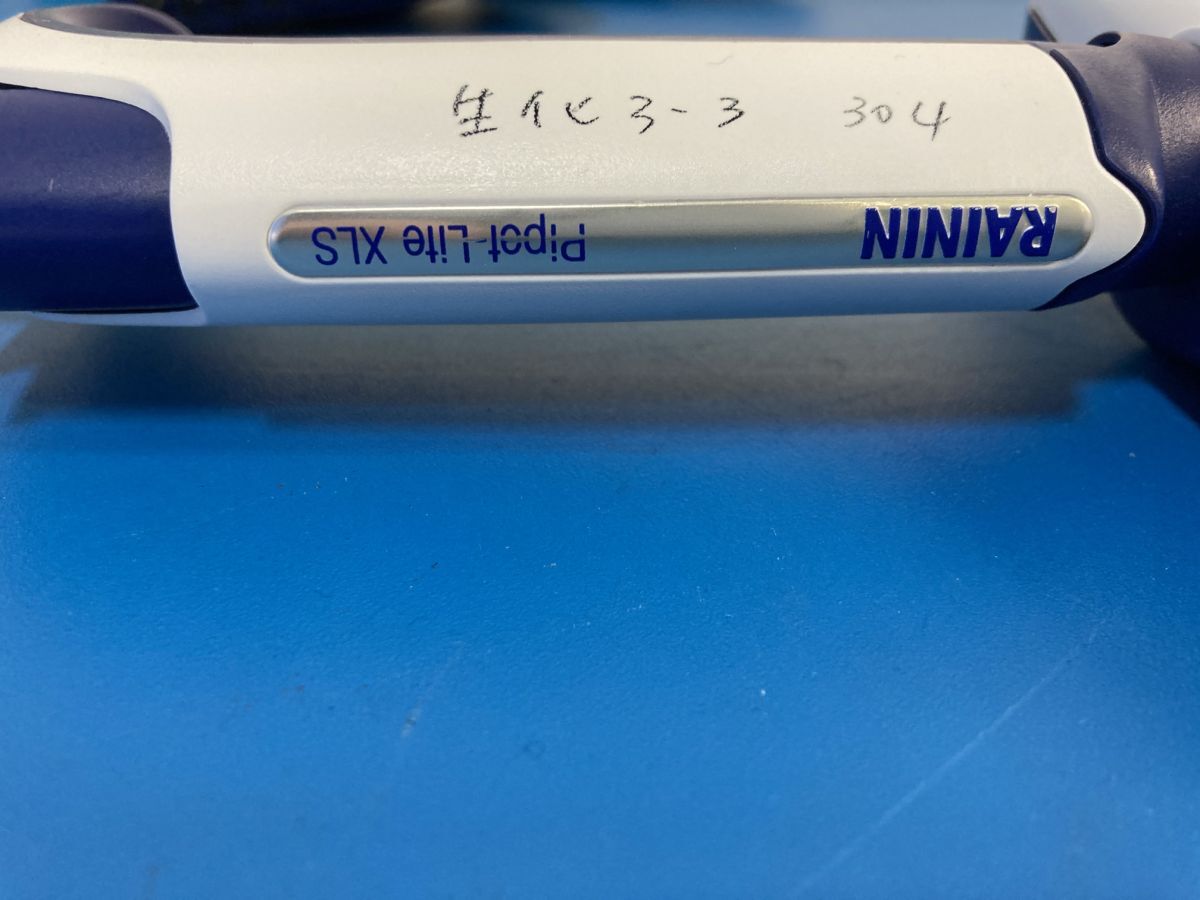 生化3-3 304
Pipet-Lite XLS
RAININ